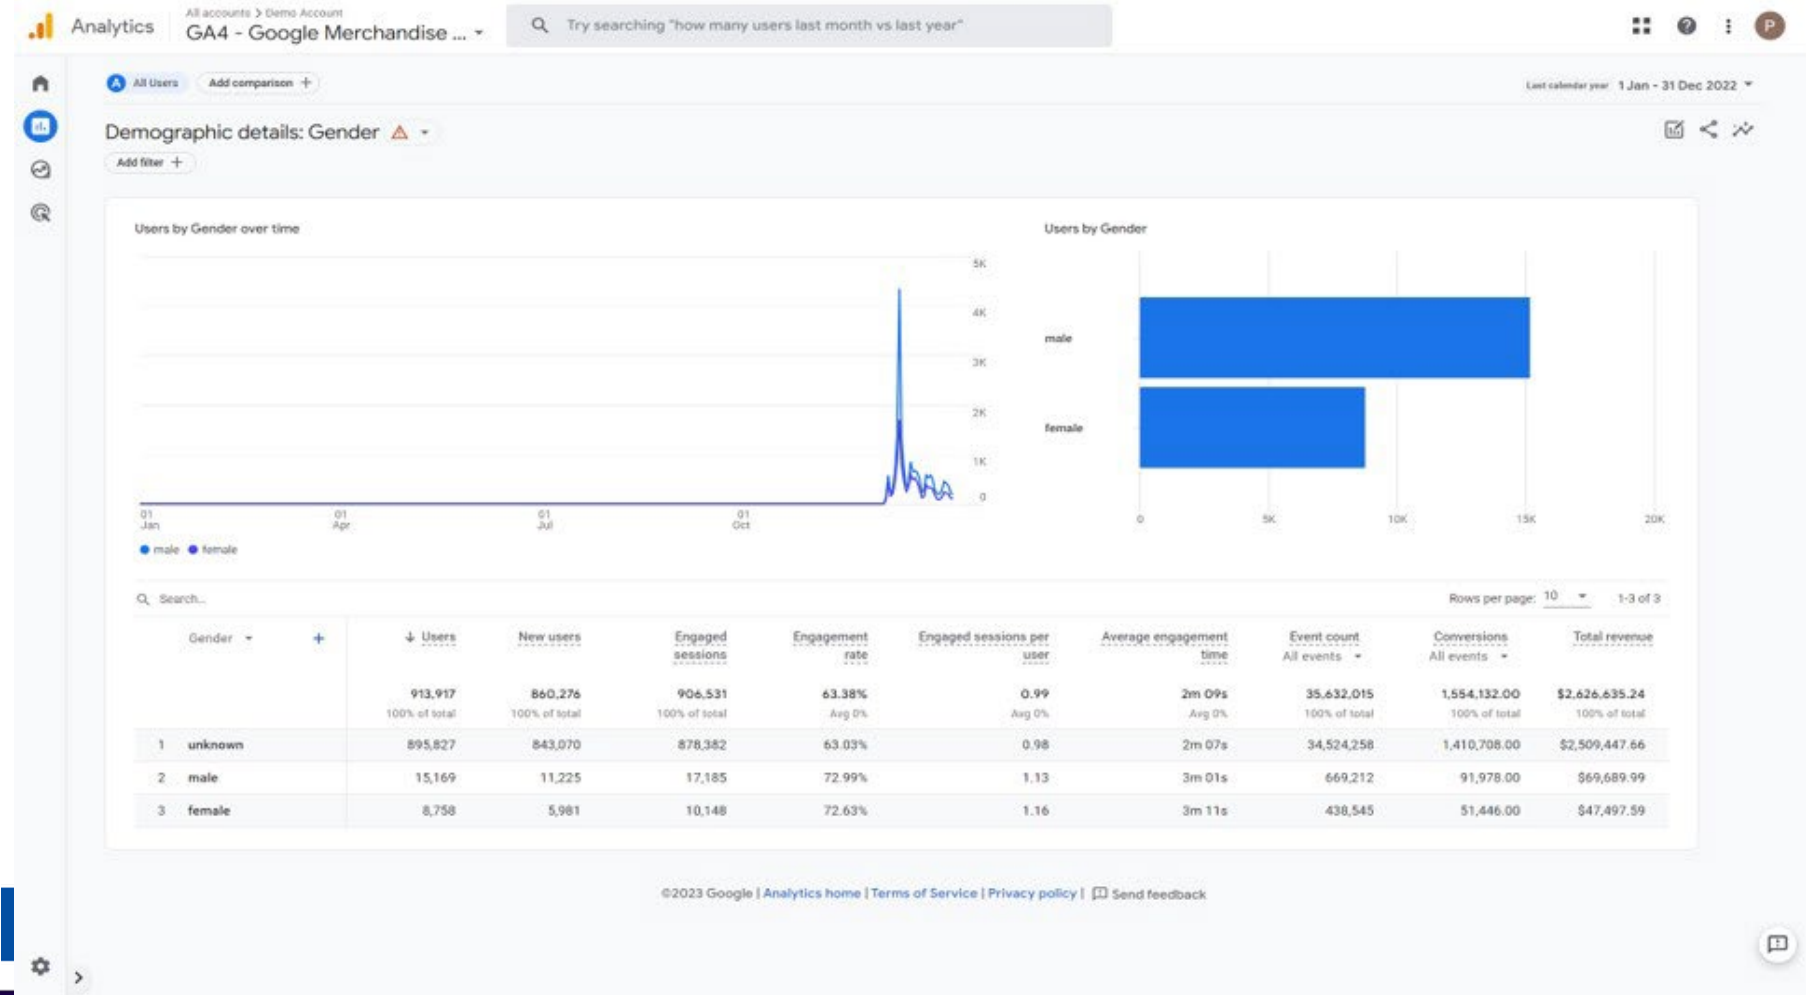 All accounts > Demo Account
Analytics
GA4 - Google Merchandise ...
Try searching "how many users last month vs last year"
P
A All Users
Add comparison +
Last calendar year 1 Jan - 31 Dec 2022
Demographic details: Gender
Add filter +
Users by Gender over time
5K
4K
3K
2K
1K
0
01 Jan
01 Apr
01 Jul
01 Oct
male female
Users by Gender
male
female
0 5K 10K 15K 20K
Search...
Rows per page: 10 1-3 of 3
Gender + ↓ Users New users Engaged sessions Engagement rate Engaged sessions per user Average engagement time Event count All events Conversions All events Total revenue
913,917 860,276 906,531 63.38% 0.99 2m 09s 35,632,015 1,554,132.00 $2,626,635.24
100% of total 100% of total 100% of total Avg 0% Avg 0% Avg 0% 100% of total 100% of total 100% of total
1 unknown 895,827 843,070 878,382 63.03% 0.98 2m 07s 34,524,258 1,410,708.00 $2,509,447.66
2 male 15,169 11,225 17,185 72.99% 1.13 3m 01s 669,212 91,978.00 $69,689.99
3 female 8,758 5,981 10,148 72.63% 1.16 3m 11s 438,545 51,446.00 $47,497.59
©2023 Google | Analytics home | Terms of Service | Privacy policy | Send feedback